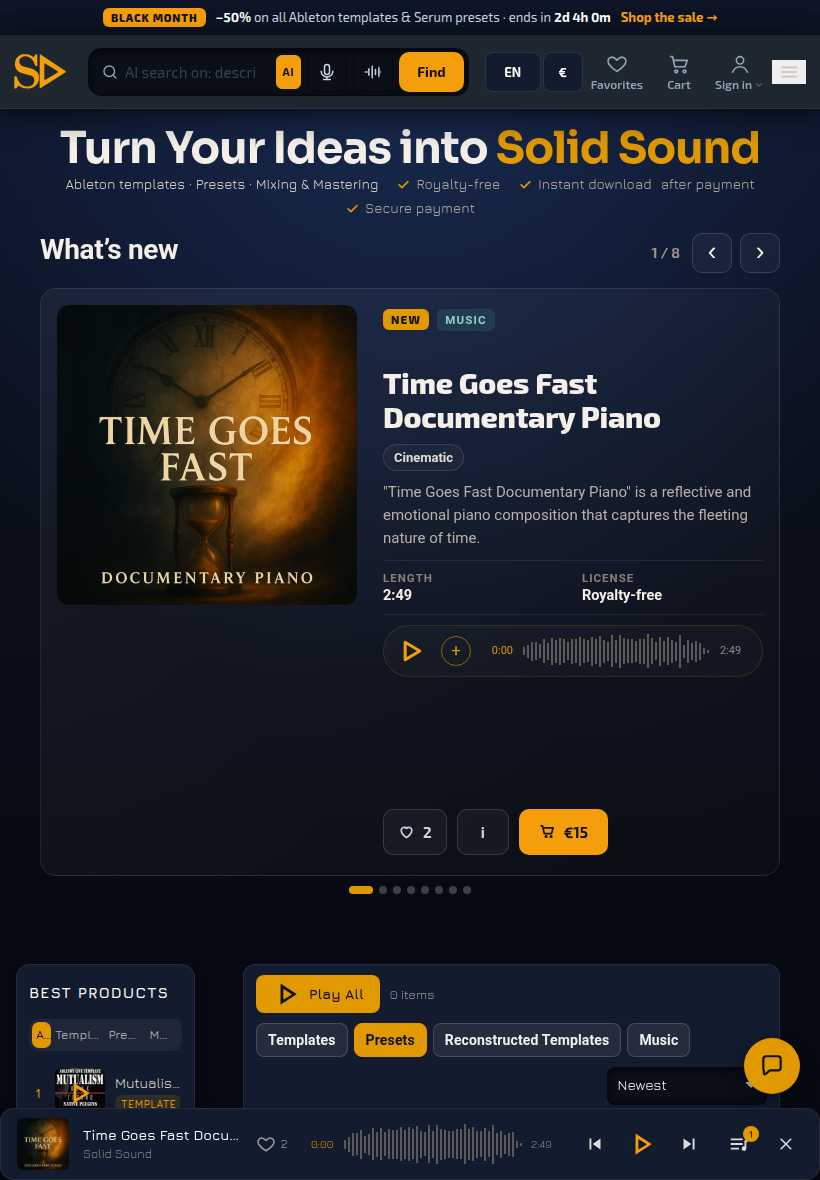 BLACK MONTH −50% on all Ableton templates & Serum presets · ends in 2d 4h 0m Shop the sale →
AI search on: descri AI Find EN € Favorites Cart Sign in
Turn Your Ideas into Solid Sound
Ableton templates · Presets · Mixing & Mastering Royalty-free Instant download after payment
Secure payment
What's new
1 / 8
TIME GOES
FAST
DOCUMENTARY PIANO
NEW MUSIC
Time Goes Fast
Documentary Piano
Cinematic
"Time Goes Fast Documentary Piano" is a reflective and
emotional piano composition that captures the fleeting
nature of time.
LENGTH LICENSE
2:49 Royalty-free
+ 0:00 2:49
2 i €15
BEST PRODUCTS
A... Templ... Pre... M...
1 MUTUALISM Mutualis...
TEMPLATE
Play All 0 items
Templates Presets Reconstructed Templates Music
Newest
TIME GOES
FAST
Time Goes Fast Docu...
Solid Sound
2 0:00 2:49 1